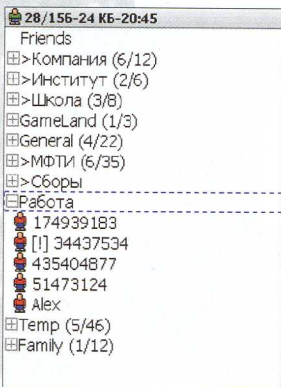 28/156-24 КБ-20:45
Friends
>Компания (6/12)
>Институт (2/6)
>Школа (3/8)
GameLand (1/3)
General (4/22)
>МФТИ (6/35)
>Сборы
Работа
174939183
[!] 34437534
435404877
51473124
Alex
Temp (5/46)
Family (1/12)